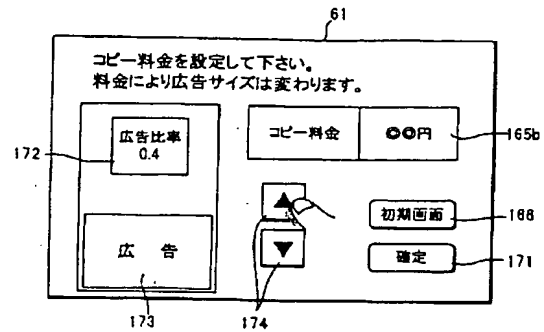 61
コピー料金を設定して下さい。
料金により広告サイズは変わります。
広告比率
0.4
172
コピー料金
◎◎円
165b
▲
▼
初期画面
166
広 告
確定
171
173
174